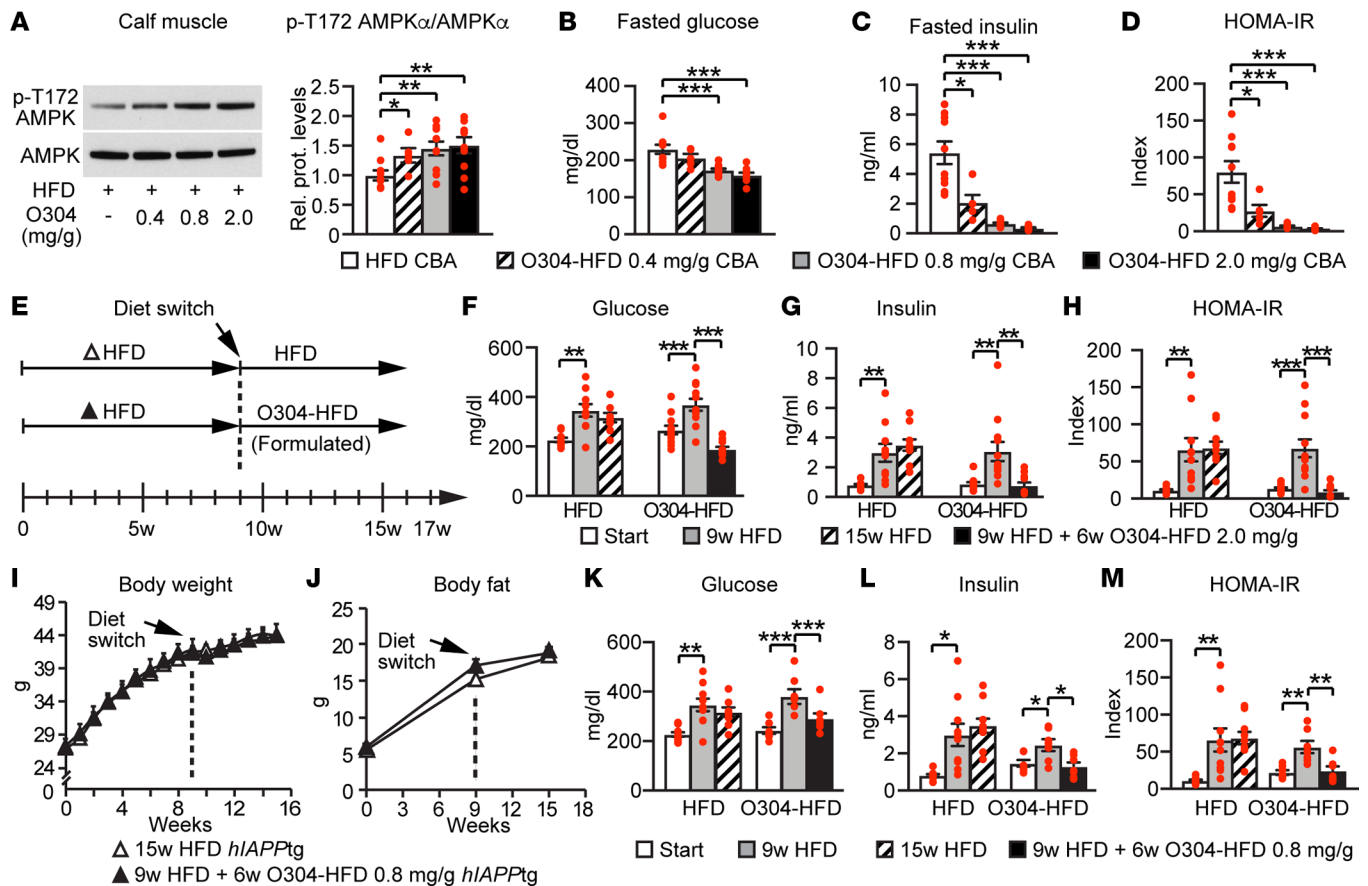 A
Calf muscle
p-T172 AMPKα/AMPKα
p-T172
AMPK
AMPK
HFD + + + +
O304 - 0.4 0.8 2.0
(mg/g)
Rel. prot. levels
2.5
2.0
1.5
1.0
0.5
0
*
**
**
B
Fasted glucose
mg/dl
400
300
200
100
0
***
***
C
Fasted insulin
ng/ml
10
8
6
4
2
0
***
***
*
D
HOMA-IR
Index
200
150
100
50
0
***
***
*
HFD CBA
O304-HFD 0.4 mg/g CBA
O304-HFD 0.8 mg/g CBA
O304-HFD 2.0 mg/g CBA
E
Diet switch
HFD
HFD
HFD
O304-HFD
(Formulated)
0 5w 10w 15w 17w
F
Glucose
mg/dl
600
400
200
0
**
***
***
HFD O304-HFD
G
Insulin
ng/ml
10
8
6
4
2
0
**
**
**
HFD O304-HFD
H
HOMA-IR
Index
200
150
100
50
0
**
***
***
HFD O304-HFD
Start
9w HFD
15w HFD
9w HFD + 6w O304-HFD 2.0 mg/g
I
Body weight
Diet
switch
g
49
44
39
34
29
24
0 4 8 12 16
Weeks
J
Body fat
Diet
switch
g
25
20
15
10
5
0
0 3 6 9 12 15 18
Weeks
15w HFD hIAPPtg
9w HFD + 6w O304-HFD 0.8 mg/g hIAPPtg
K
Glucose
mg/dl
600
400
200
0
**
***
***
HFD O304-HFD
L
Insulin
ng/ml
10
8
6
4
2
0
*
*
*
HFD O304-HFD
M
HOMA-IR
Index
200
150
100
50
0
**
**
**
HFD O304-HFD
Start
9w HFD
15w HFD
9w HFD + 6w O304-HFD 0.8 mg/g